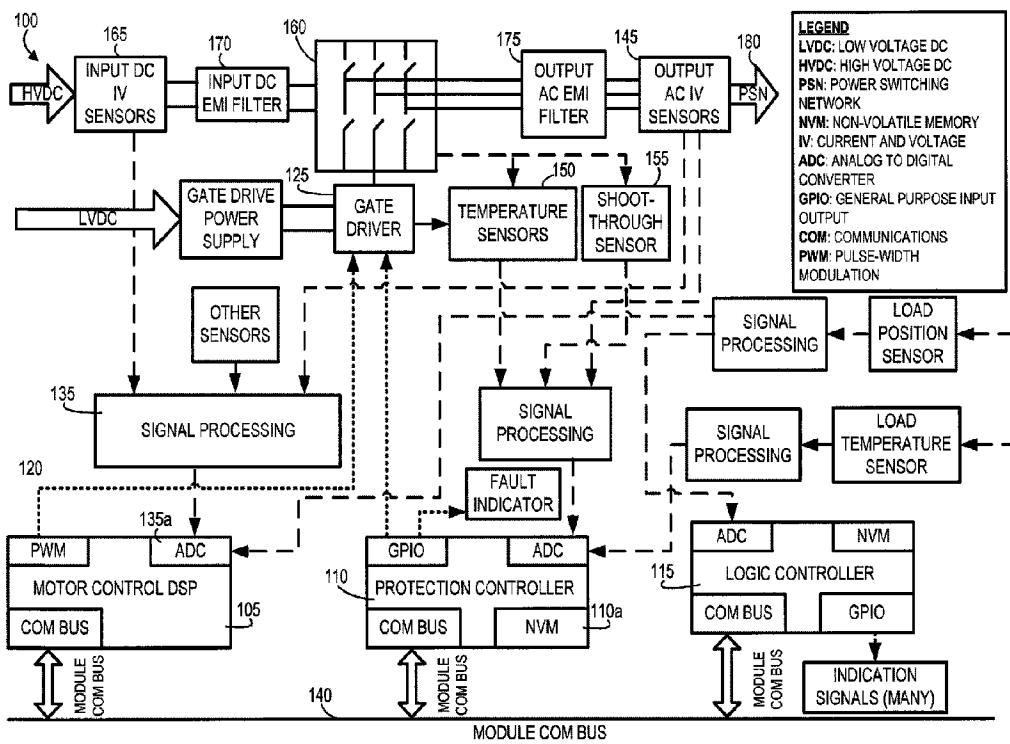 100
165
170
160
175
145
180
HVDC
INPUT DC
IV
SENSORS
INPUT DC
EMI FILTER
OUTPUT
AC EMI
FILTER
OUTPUT
AC IV
SENSORS
PSN
LEGEND
LVDC: LOW VOLTAGE DC
HVDC: HIGH VOLTAGE DC
PSN: POWER SWITCHING
NETWORK
NVM: NON-VOLATILE MEMORY
IV: CURRENT AND VOLTAGE
ADC: ANALOG TO DIGITAL
CONVERTER
GPIO: GENERAL PURPOSE INPUT
OUTPUT
COM: COMMUNICATIONS
PWM: PULSE-WIDTH
MODULATION
125
150
155
LVDC
GATE DRIVE
POWER
SUPPLY
GATE
DRIVER
TEMPERATURE
SENSORS
SHOOT-
THROUGH
SENSOR
OTHER
SENSORS
SIGNAL
PROCESSING
LOAD
POSITION
SENSOR
135
SIGNAL PROCESSING
SIGNAL
PROCESSING
SIGNAL
PROCESSING
LOAD
TEMPERATURE
SENSOR
120
FAULT
INDICATOR
135a
PWM
ADC
MOTOR CONTROL DSP
COM BUS
105
GPIO
ADC
110
PROTECTION CONTROLLER
COM BUS
NVM
110a
ADC
NVM
115
LOGIC CONTROLLER
COM BUS
GPIO
MODULE
COM BUS
MODULE
COM BUS
MODULE
COM BUS
INDICATION
SIGNALS (MANY)
140
MODULE COM BUS